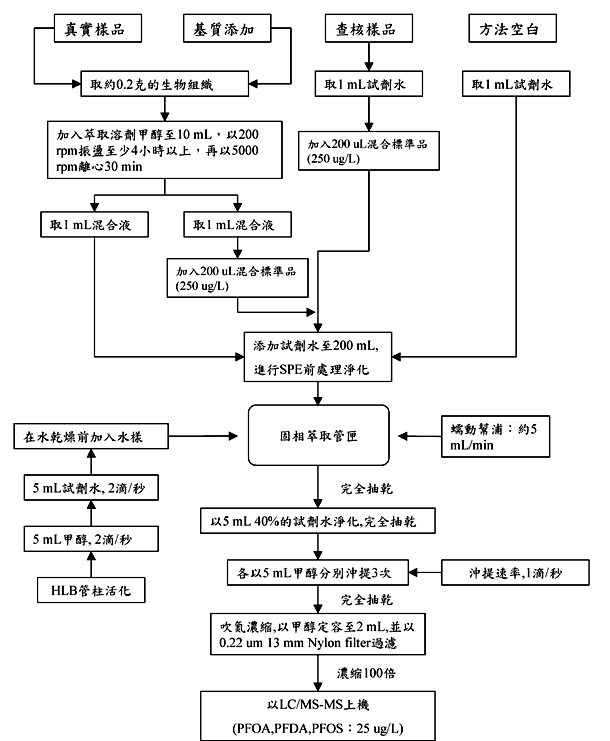 真實樣品
基質添加
查核樣品
方法空白
取約0.2克的生物組織
取1 mL試劑水
取1 mL試劑水
加入萃取溶劑甲醇至10 mL，以200
rpm振盪至少4小時以上，再以5000
rpm離心30 min
加入200 uL混合標準品
(250 ug/L)
取1 mL混合液
取1 mL混合液
加入200 uL混合標準品
(250 ug/L)
添加試劑水至200 mL,
進行SPE前處理淨化
在水乾燥前加入水樣
固相萃取管匣
蠕動幫浦：約5
mL/min
5 mL試劑水, 2滴/秒
完全抽乾
以5 mL 40%的試劑水淨化,完全抽乾
5 mL甲醇, 2滴/秒
各以5 mL甲醇分別沖提3次
沖提速率,1滴/秒
HLB管柱活化
完全抽乾
吹氮濃縮,以甲醇定容至2 mL,並以
0.22 um 13 mm Nylon filter過濾
濃縮100倍
以LC/MS-MS上機
(PFOA,PFDA,PFOS：25 ug/L)